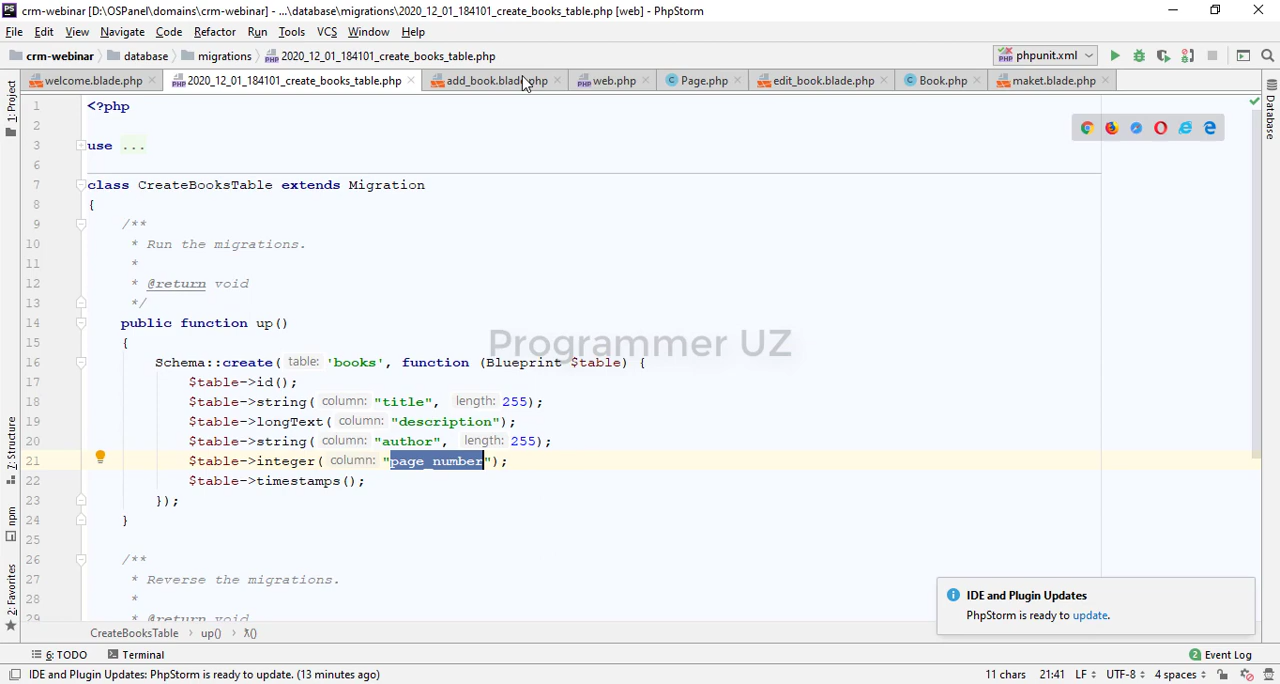 crm-webinar [D:\OSPanel\domains\crm-webinar] - ...\database\migrations\2020_12_01_184101_create_books_table.php [web] - PhpStorm
File Edit View Navigate Code Refactor Run Tools VCS Window Help
crm-webinar database migrations 2020_12_01_184101_create_books_table.php phpunit.xml
welcome.blade.php 2020_12_01_184101_create_books_table.php add_book.blade.php web.php Page.php edit_book.blade.php Book.php maket.blade.php
1: Project
Z: Structure
npm
2: Favorites
Database
1 <?php
2
3 use ...
6
7 class CreateBooksTable extends Migration
8 {
9 /**
10 * Run the migrations.
11 *
12 * @return void
13 */
14 public function up()
15 {
16 Schema::create( table: 'books', function (Blueprint $table) {
17 $table->id();
18 $table->string( column: "title", length: 255);
19 $table->longText( column: "description");
20 $table->string( column: "author", length: 255);
21 $table->integer( column: "page_number");
22 $table->timestamps();
23 });
24 }
26 /**
27 * Reverse the migrations.
28 *
29 * @return void
Programmer UZ
IDE and Plugin Updates
PhpStorm is ready to update.
CreateBooksTable › up() › λ()
6: TODO Terminal 2 Event Log
IDE and Plugin Updates: PhpStorm is ready to update. (13 minutes ago) 11 chars 21:41 LF UTF-8 4 spaces